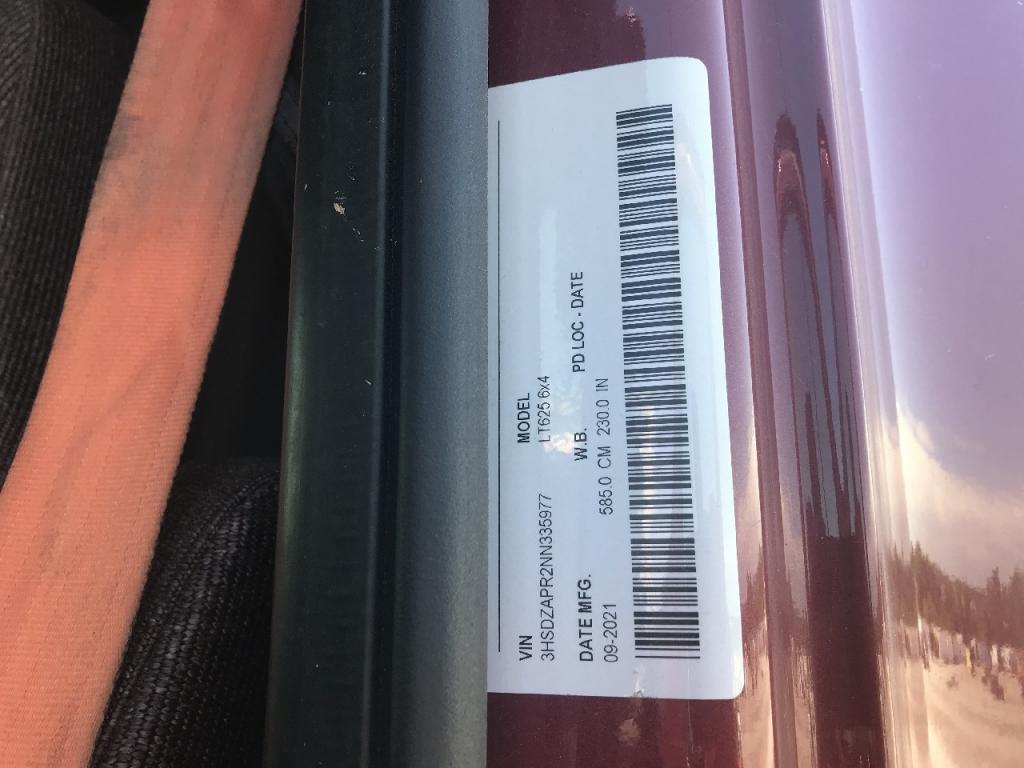 VIN MODEL
3HSDZAPR2NN335977 LT625 6x4
DATE MFG. W.B. PD LOC - DATE
09-2021 585.0 CM 230.0 IN